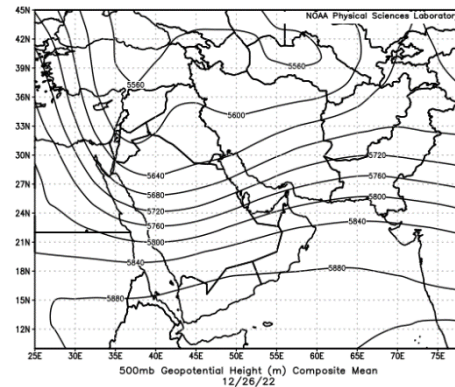 NOAA Physical Sciences Laborator
45N
42N
39N
36N
33N
30N
27N
24N
21N
18N
15N
12N
5560
5560
5600
5640
5680
5720
5760
5800
5840
5880
5720
5760
5800
5840
5880
25E 30E 35E 40E 45E 50E 55E 60E 65E 70E 75E
500mb Geopotential Height (m) Composite Mean
12/26/22